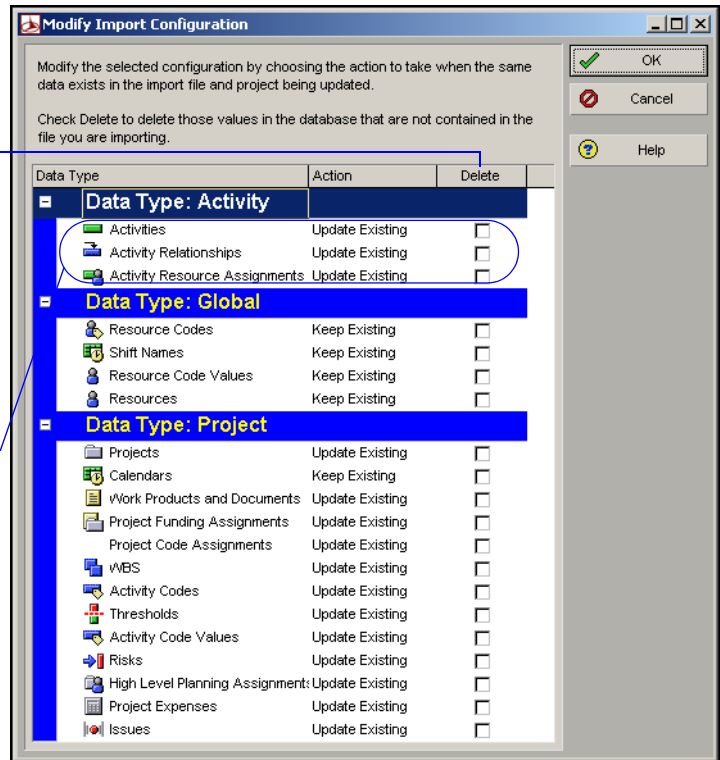 Modify Import Configuration
Modify the selected configuration by choosing the action to take when the same
data exists in the import file and project being updated.
Check Delete to delete those values in the database that are not contained in the
file you are importing.
OK
Cancel
Help
Data Type Action Delete
Data Type: Activity
Activities Update Existing
Activity Relationships Update Existing
Activity Resource Assignments Update Existing
Data Type: Global
Resource Codes Keep Existing
Shift Names Keep Existing
Resource Code Values Keep Existing
Resources Keep Existing
Data Type: Project
Projects Update Existing
Calendars Keep Existing
Work Products and Documents Update Existing
Project Funding Assignments Update Existing
Project Code Assignments Update Existing
WBS Update Existing
Activity Codes Update Existing
Thresholds Update Existing
Activity Code Values Update Existing
Risks Update Existing
High Level Planning Assignments Update Existing
Project Expenses Update Existing
Issues Update Existing